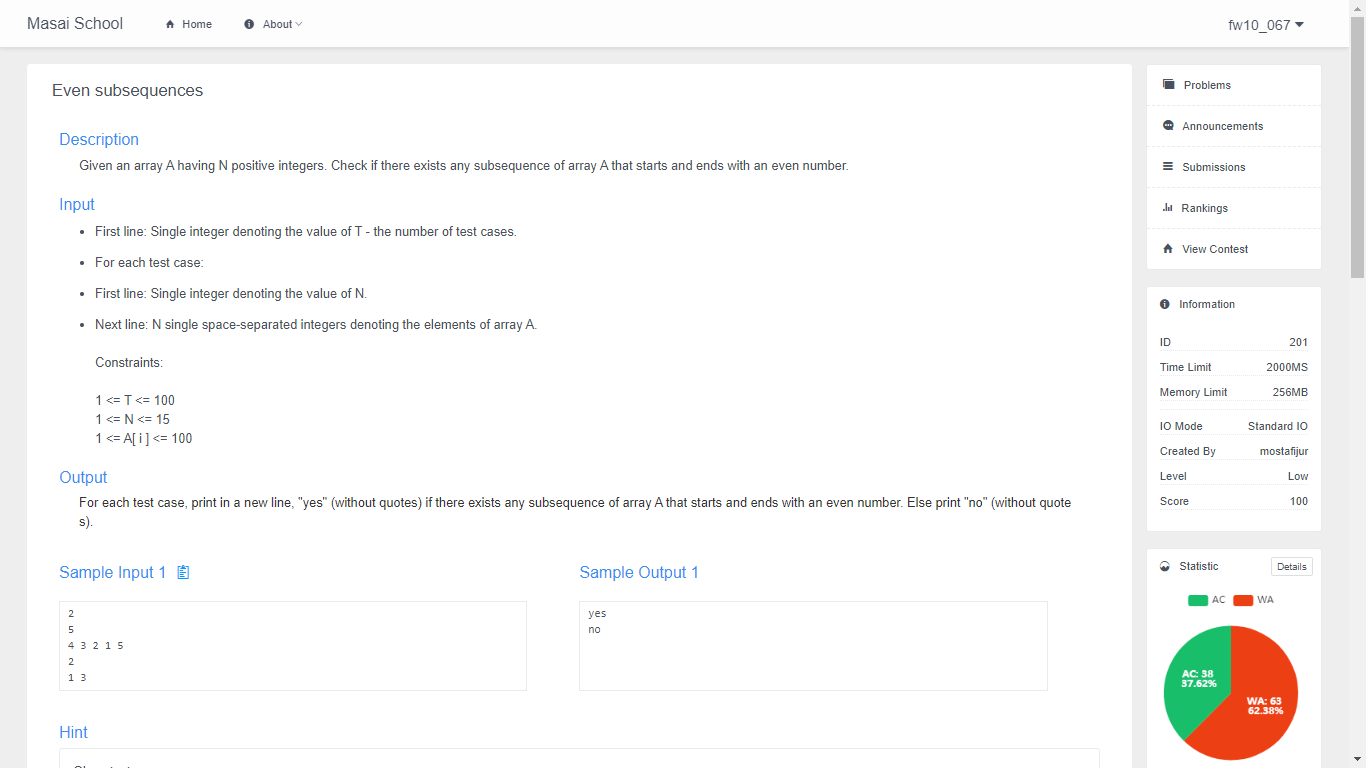 Masai School
Home
About
fw10_067
Even subsequences
Description
Given an array A having N positive integers. Check if there exists any subsequence of array A that starts and ends with an even number.
Input
First line: Single integer denoting the value of T - the number of test cases.
For each test case:
First line: Single integer denoting the value of N.
Next line: N single space-separated integers denoting the elements of array A.
Constraints:
1 <= T <= 100
1 <= N <= 15
1 <= A[ i ] <= 100
Output
For each test case, print in a new line, "yes" (without quotes) if there exists any subsequence of array A that starts and ends with an even number. Else print "no" (without quote
s).
Sample Input 1
2
5
4 3 2 1 5
2
1 3
Sample Output 1
yes
no
Hint
Problems
Announcements
Submissions
Rankings
View Contest
Information
ID 201
Time Limit 2000MS
Memory Limit 256MB
IO Mode Standard IO
Created By mostafijur
Level Low
Score 100
Statistic
Details
AC WA
AC: 38
37.62%
WA: 63
62.38%